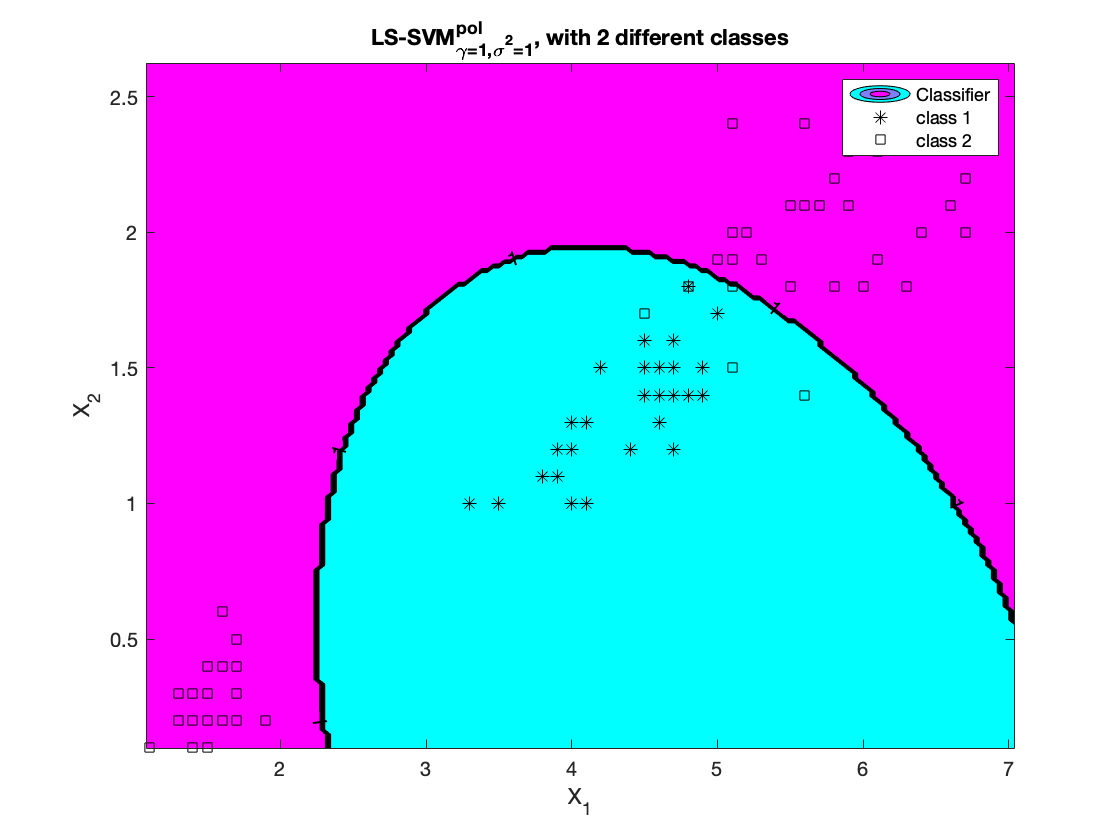 LS-SVM^pol_γ=1,σ²=1, with 2 different classes
Classifier
class 1
class 2
2.5
2
1.5
1
0.5
X_2
2 3 4 5 6 7
X_1